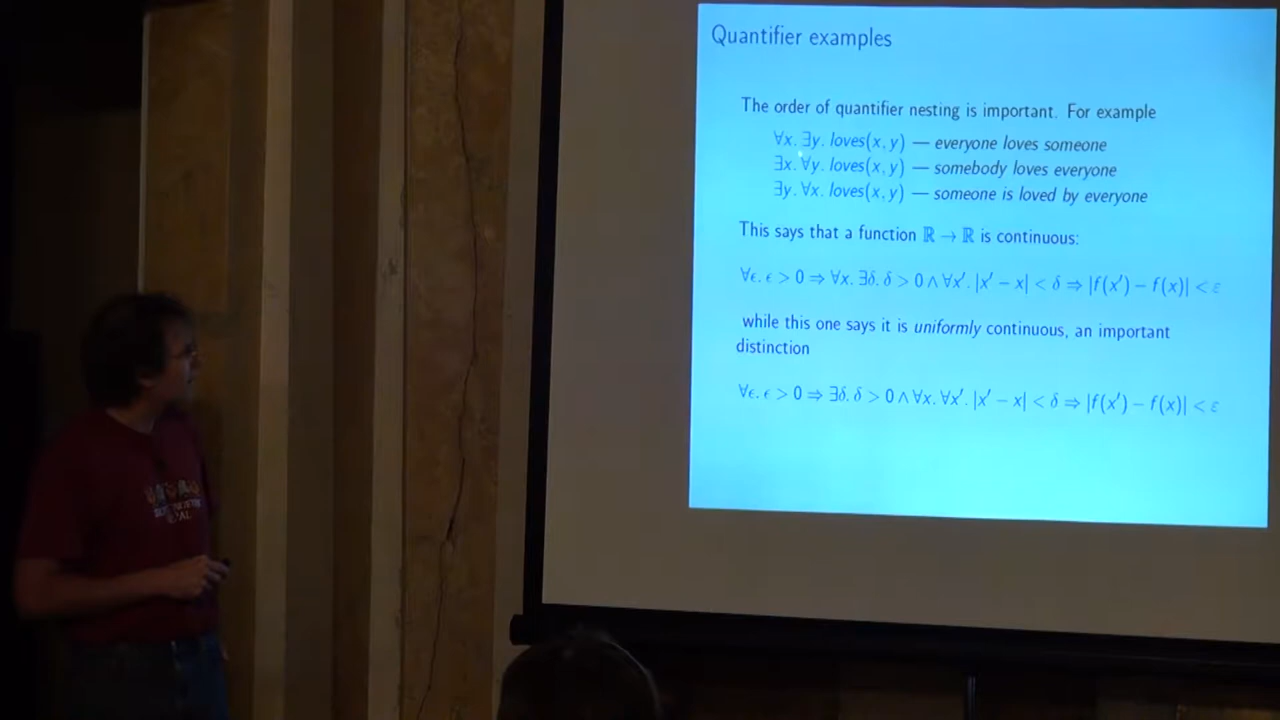 Quantifier examples
The order of quantifier nesting is important. For example
∀x. ∃y. loves(x, y) — everyone loves someone
∃x. ∀y. loves(x, y) — somebody loves everyone
∃y. ∀x. loves(x, y) — someone is loved by everyone
This says that a function ℝ → ℝ is continuous:
∀ϵ. ϵ > 0 ⇒ ∀x. ∃δ. δ > 0 ∧ ∀x′. |x′ − x| < δ ⇒ |f(x′) − f(x)| < ε
while this one says it is uniformly continuous, an important
distinction
∀ϵ. ϵ > 0 ⇒ ∃δ. δ > 0 ∧ ∀x. ∀x′. |x′ − x| < δ ⇒ |f(x′) − f(x)| < ε